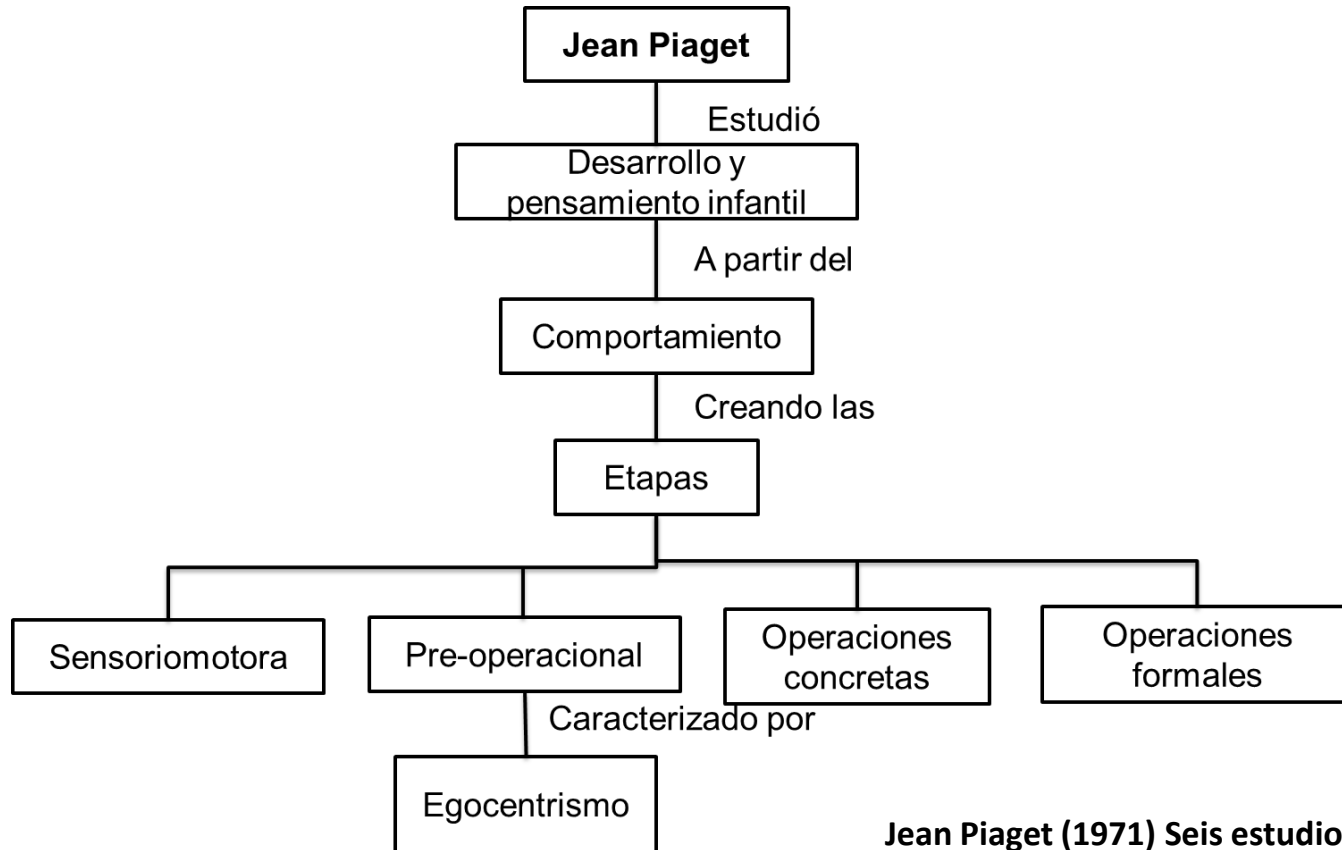 Jean Piaget
Estudió
Desarrollo y
pensamiento infantil
A partir del
Comportamiento
Creando las
Etapas
Sensoriomotora
Pre-operacional
Operaciones
concretas
Operaciones
formales
Caracterizado por
Egocentrismo
Jean Piaget (1971) Seis estudio